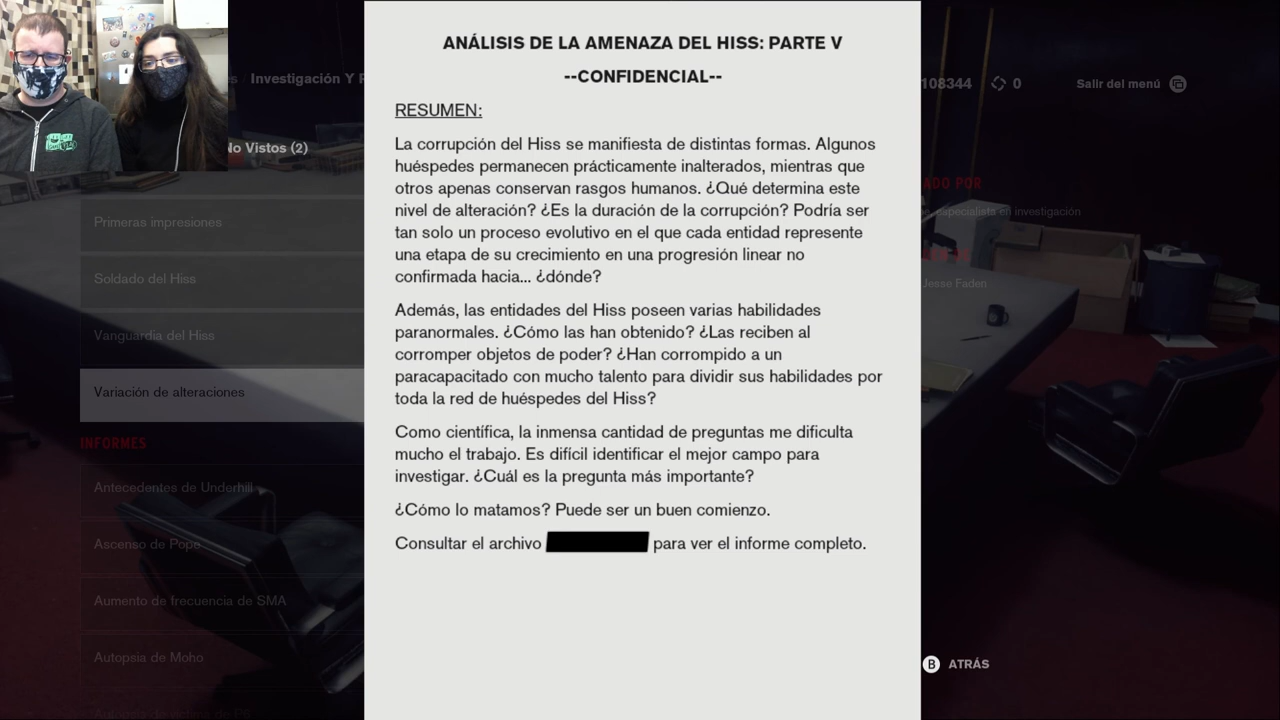 ANÁLISIS DE LA AMENAZA DEL HISS: PARTE V
--CONFIDENCIAL--
RESUMEN:
La corrupción del Hiss se manifiesta de distintas formas. Algunos
huéspedes permanecen prácticamente inalterados, mientras que
otros apenas conservan rasgos humanos. ¿Qué determina este
nivel de alteración? ¿Es la duración de la corrupción? Podría ser
tan solo un proceso evolutivo en el que cada entidad represente
una etapa de su crecimiento en una progresión linear no
confirmada hacia... ¿dónde?
Además, las entidades del Hiss poseen varias habilidades
paranormales. ¿Cómo las han obtenido? ¿Las reciben al
corromper objetos de poder? ¿Han corrompido a un
paracapacitado con mucho talento para dividir sus habilidades por
toda la red de huéspedes del Hiss?
Como científica, la inmensa cantidad de preguntas me dificulta
mucho el trabajo. Es difícil identificar el mejor campo para
investigar. ¿Cuál es la pregunta más importante?
¿Cómo lo matamos? Puede ser un buen comienzo.
Consultar el archivo para ver el informe completo.
Investigación Y
No Vistos (2)
Primeras impresiones
Soldado del Hiss
Vanguardia del Hiss
Variación de alteraciones
INFORMES
Antecedentes de Underhill
Ascenso de Pope
Aumento de frecuencia de SMA
Autopsia de Moho
108344
0
Salir del menú
POR
especialista en investigación
Jesse Faden
B ATRÁS